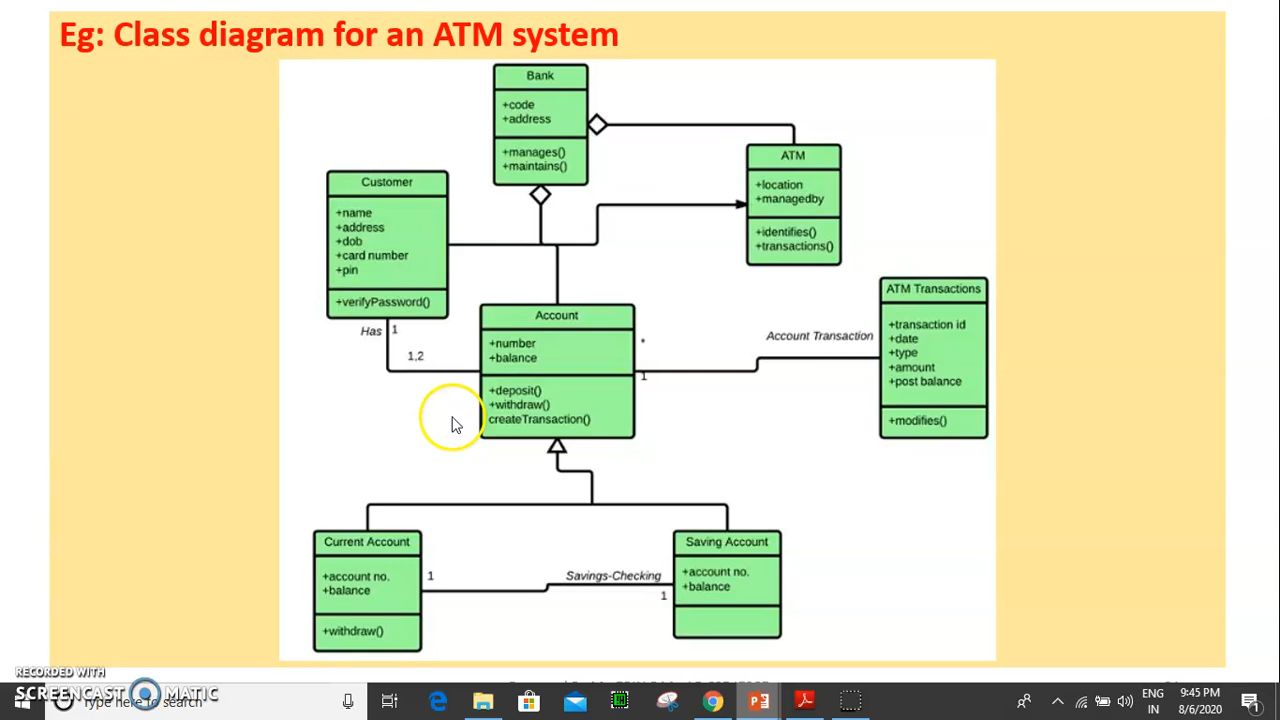 Eg: Class diagram for an ATM system
Bank
+code
+address
+manages()
+maintains()
ATM
+location
+managedby
+identifies()
+transactions()
Customer
+name
+address
+dob
+card number
+pin
+verifyPassword()
Has
1
1,2
Account
+number
+balance
+deposit()
+withdraw()
createTransaction()
*
1
Account Transaction
ATM Transactions
+transaction id
+date
+type
+amount
+post balance
+modifies()
Current Account
+account no.
+balance
+withdraw()
1
Savings-Checking
1
Saving Account
+account no.
+balance
RECORDED WITH
SCREENCAST MATIC
Type here to search
ENG
IN
9:45 PM
8/6/2020